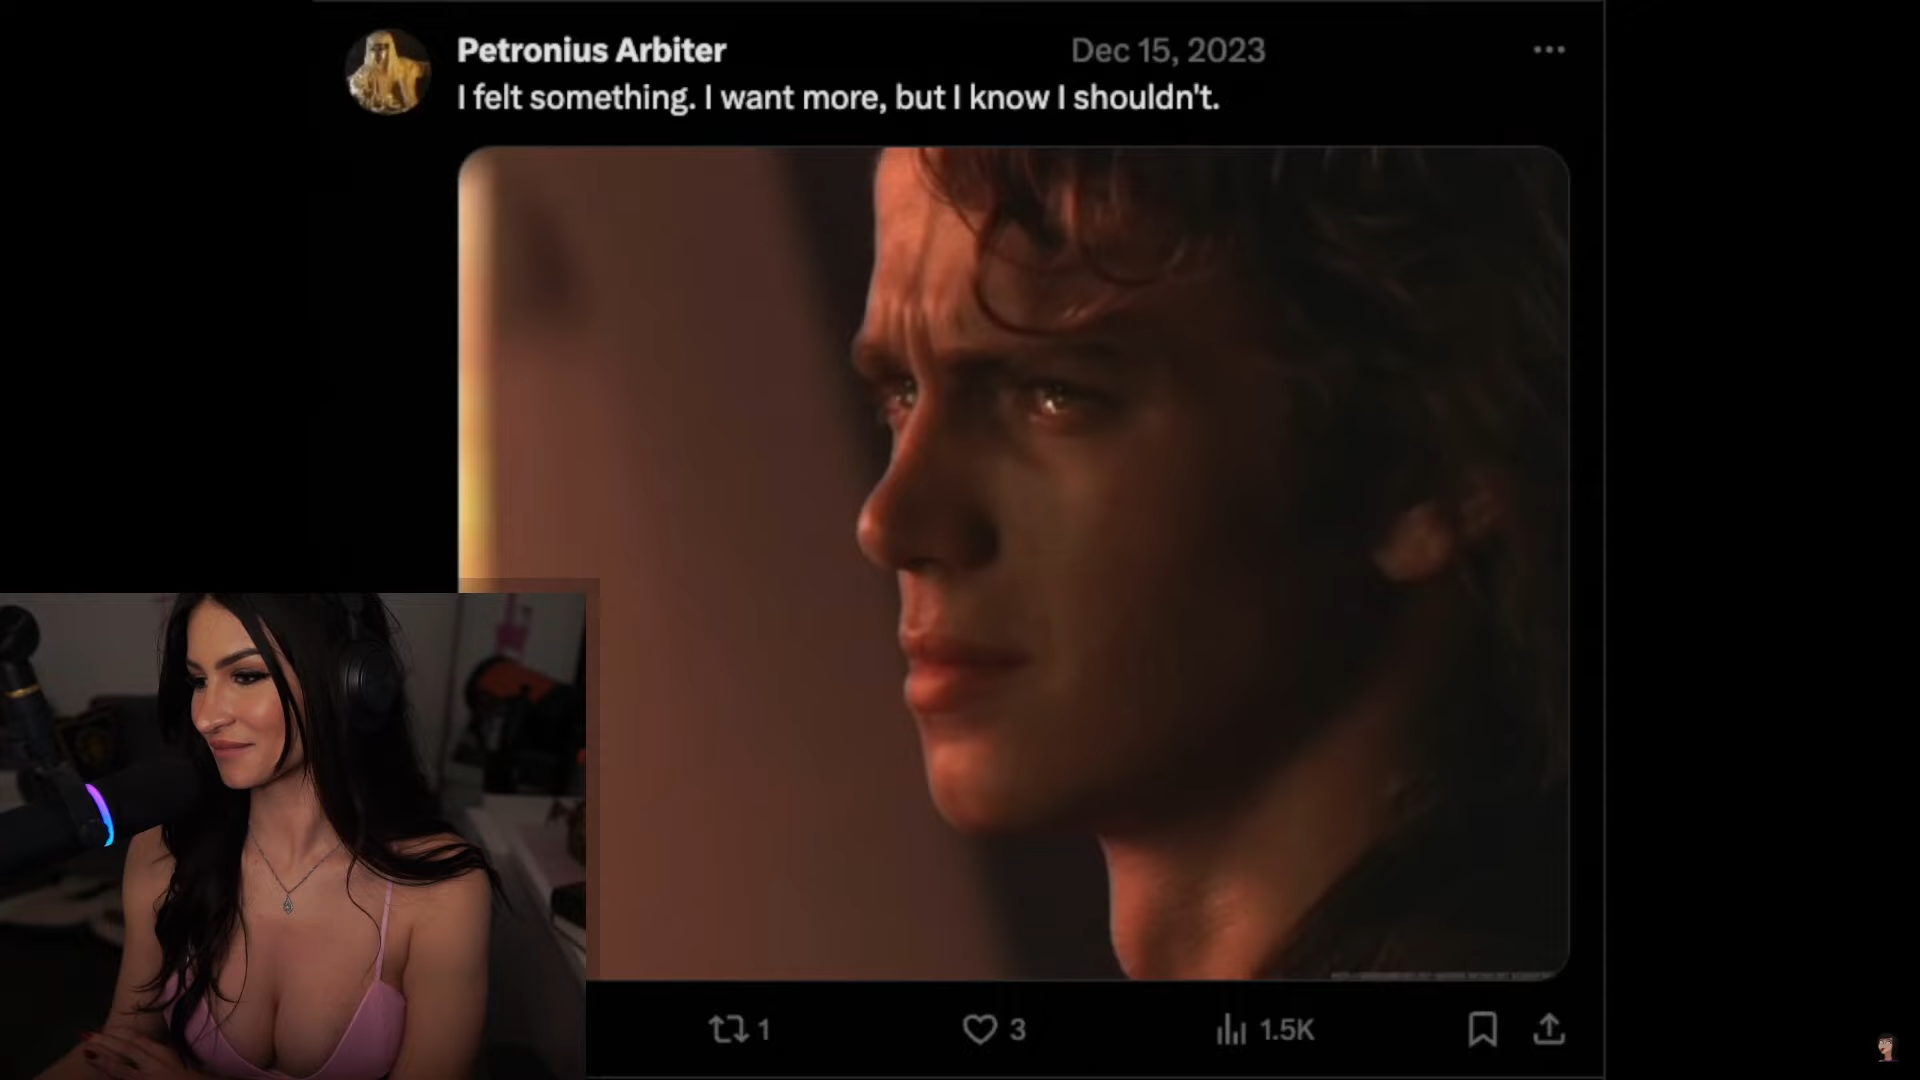 Petronius Arbiter
Dec 15, 2023
I felt something. I want more, but I know I shouldn't.
1
3
1.5K